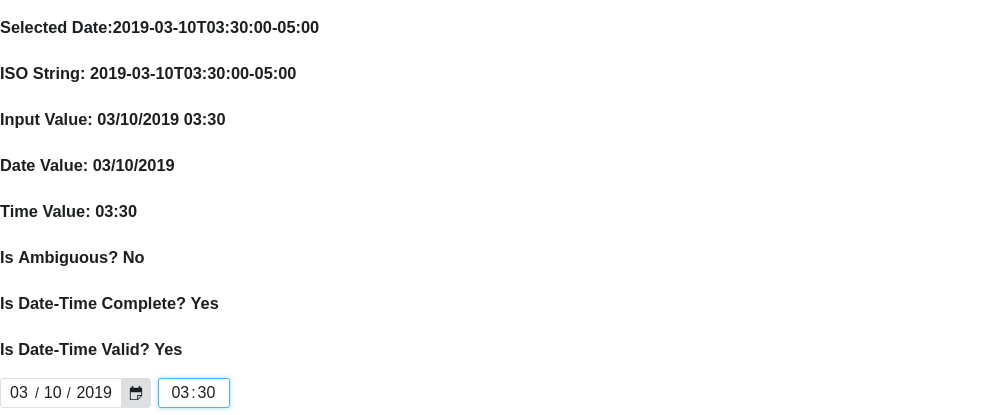 Selected Date:2019-03-10T03:30:00-05:00
ISO String: 2019-03-10T03:30:00-05:00
Input Value: 03/10/2019 03:30
Date Value: 03/10/2019
Time Value: 03:30
Is Ambiguous? No
Is Date-Time Complete? Yes
Is Date-Time Valid? Yes
03 / 10 / 2019 03:30